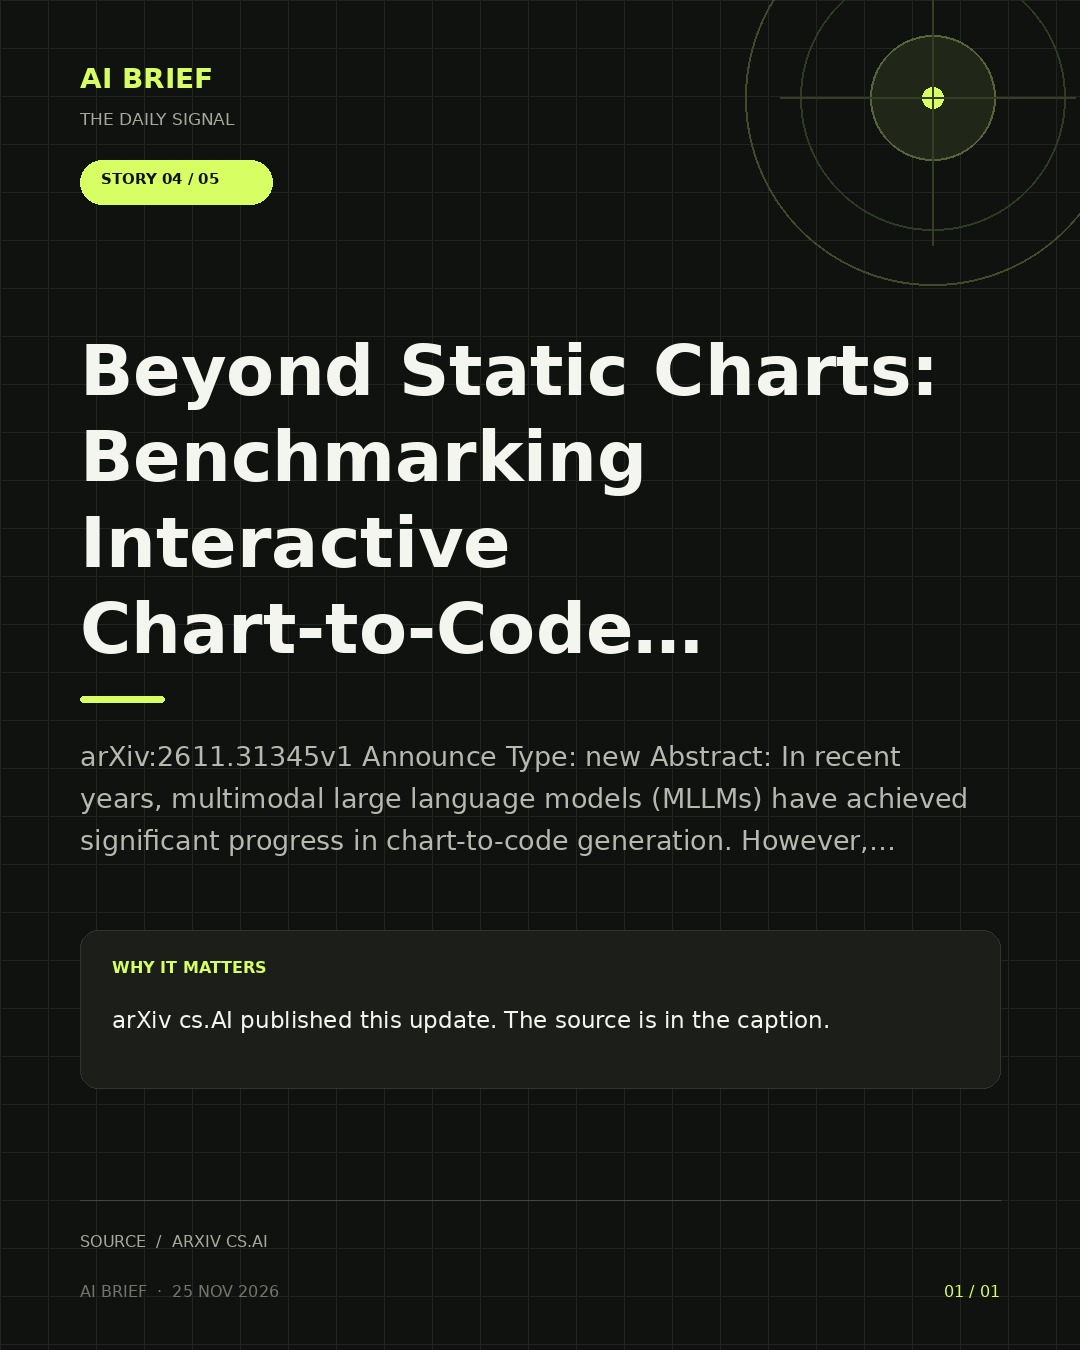 AI BRIEF
THE DAILY SIGNAL
STORY 04 / 05
Beyond Static Charts:
Benchmarking
Interactive
Chart-to-Code…
arXiv:2611.31345v1 Announce Type: new Abstract: In recent
years, multimodal large language models (MLLMs) have achieved
significant progress in chart-to-code generation. However,…
WHY IT MATTERS
arXiv cs.AI published this update. The source is in the caption.
SOURCE / ARXIV CS.AI
AI BRIEF · 25 NOV 2026
01 / 01